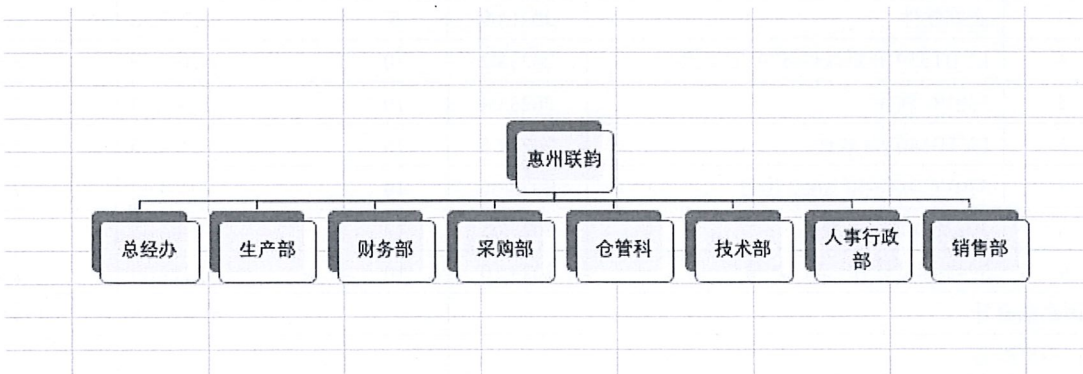 惠州联韵
总经办
生产部
财务部
采购部
仓管科
技术部
人事行政
部
销售部